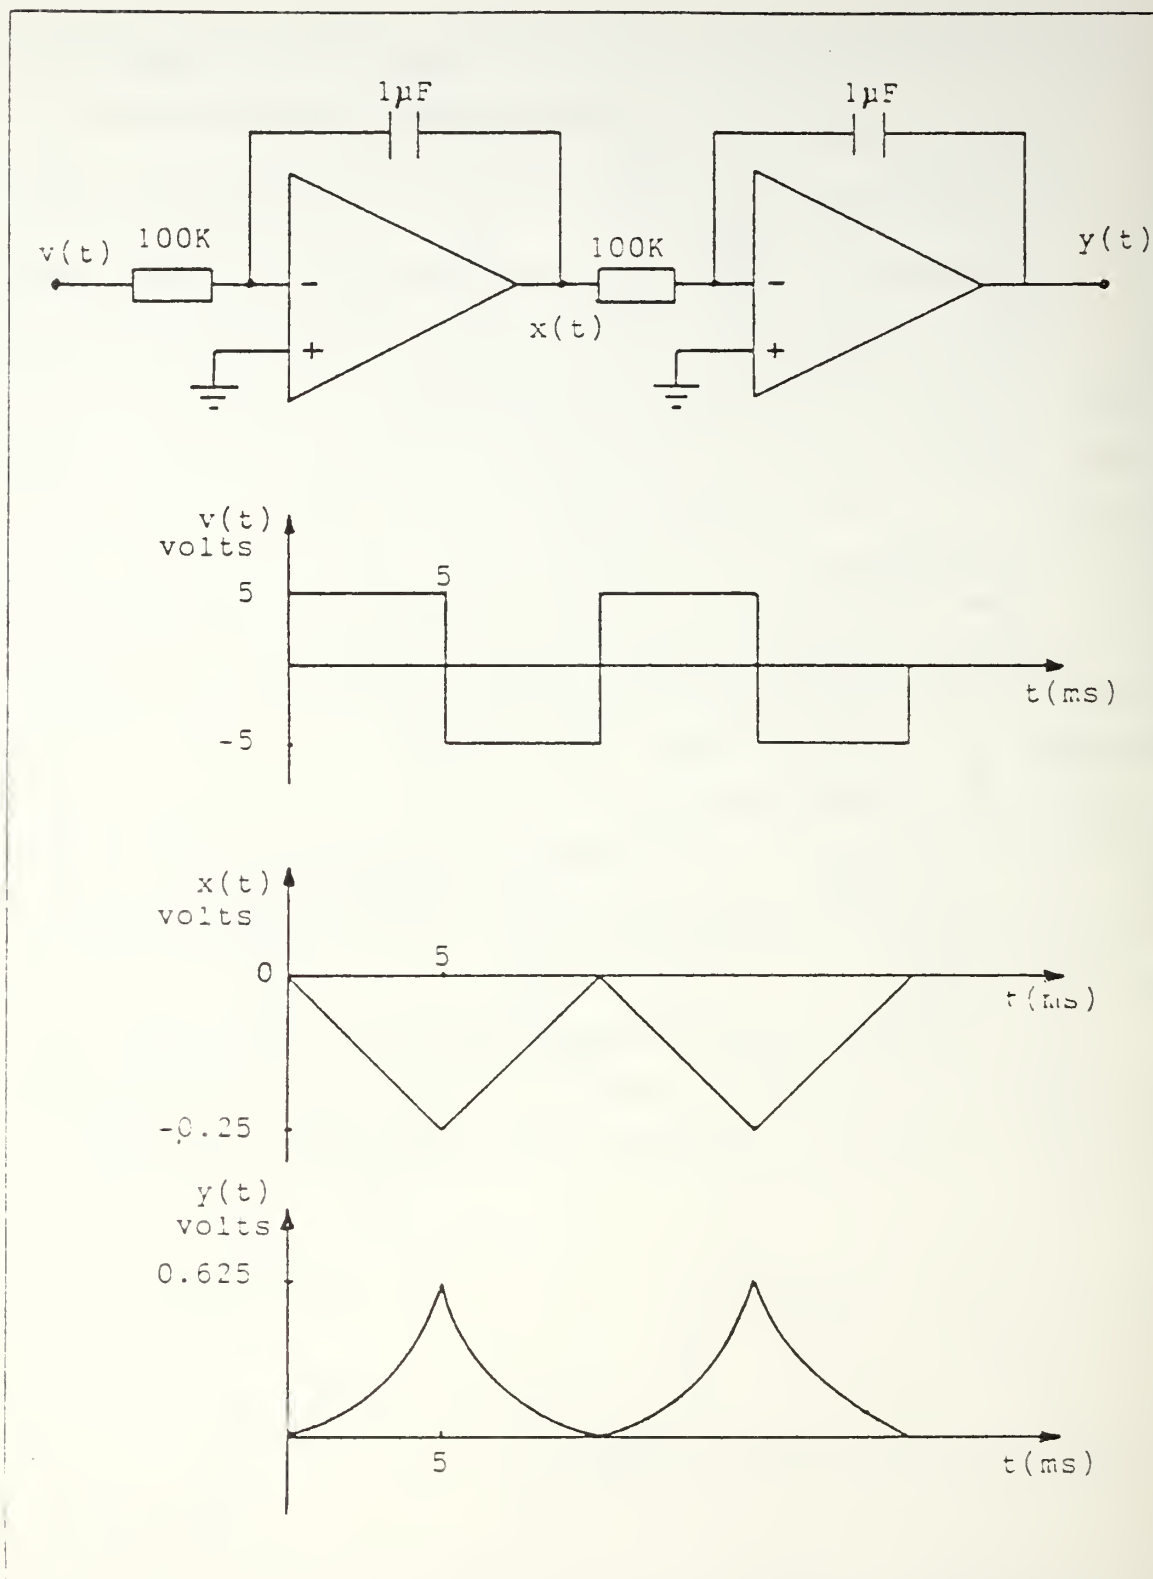 1µF 1µF
v(t) 100K 100K y(t)
- -
x(t)
+ +
v(t)
volts
5 5
t(ms)
-5
x(t)
volts
5
0
t(ms)
-0.25
y(t)
volts
0.625
5 t(ms)